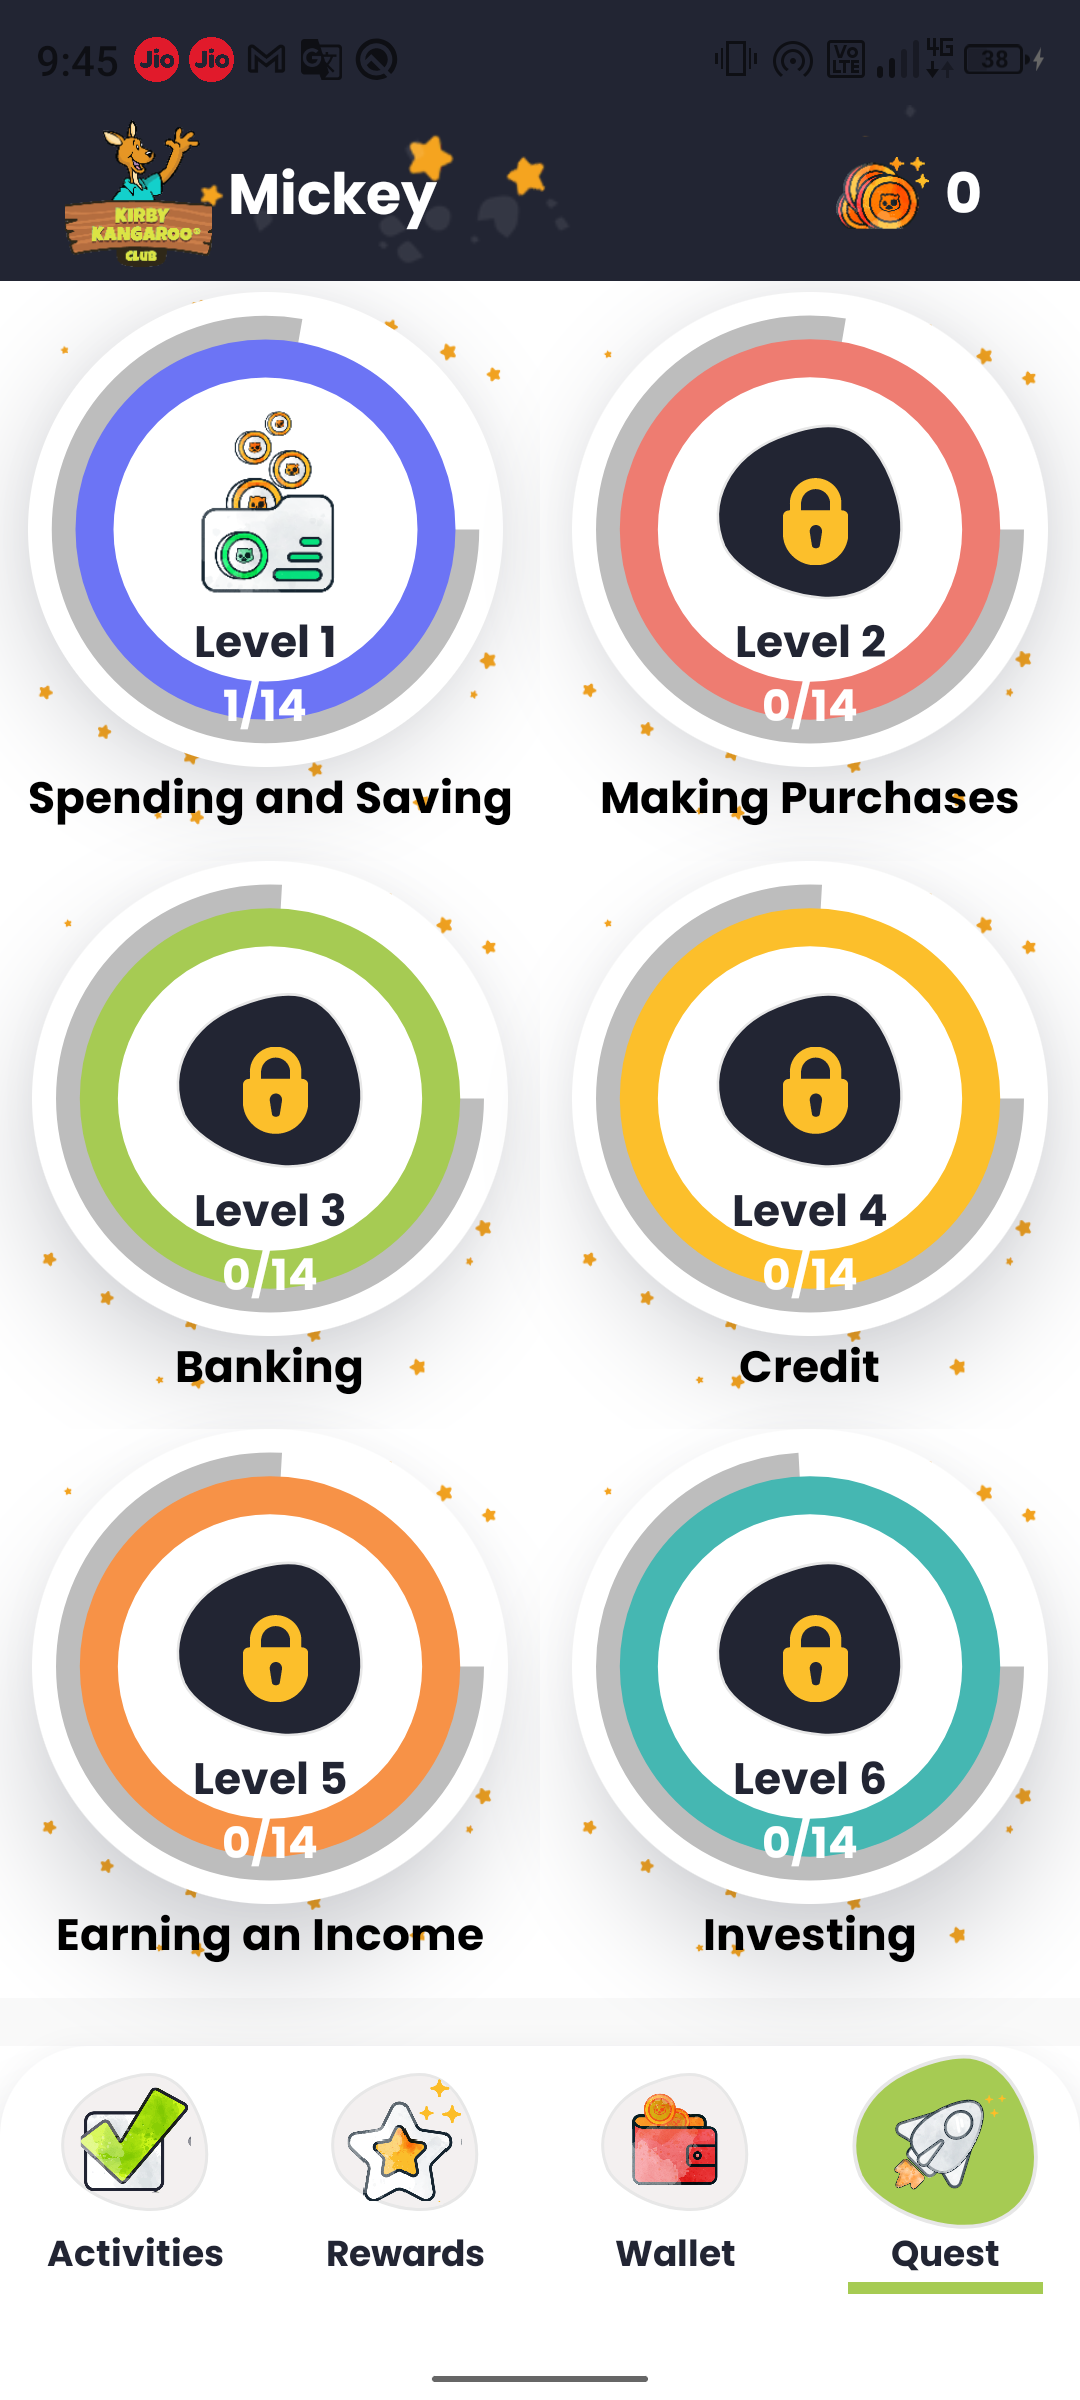 9:45 Jio Jio VoLTE 4G 38
KIRBY
KANGAROO®
CLUB
Mickey
0
Level 1
1/14
Spending and Saving
Level 2
0/14
Making Purchases
Level 3
0/14
Banking
Level 4
0/14
Credit
Level 5
0/14
Earning an Income
Level 6
0/14
Investing
Activities
Rewards
Wallet
Quest